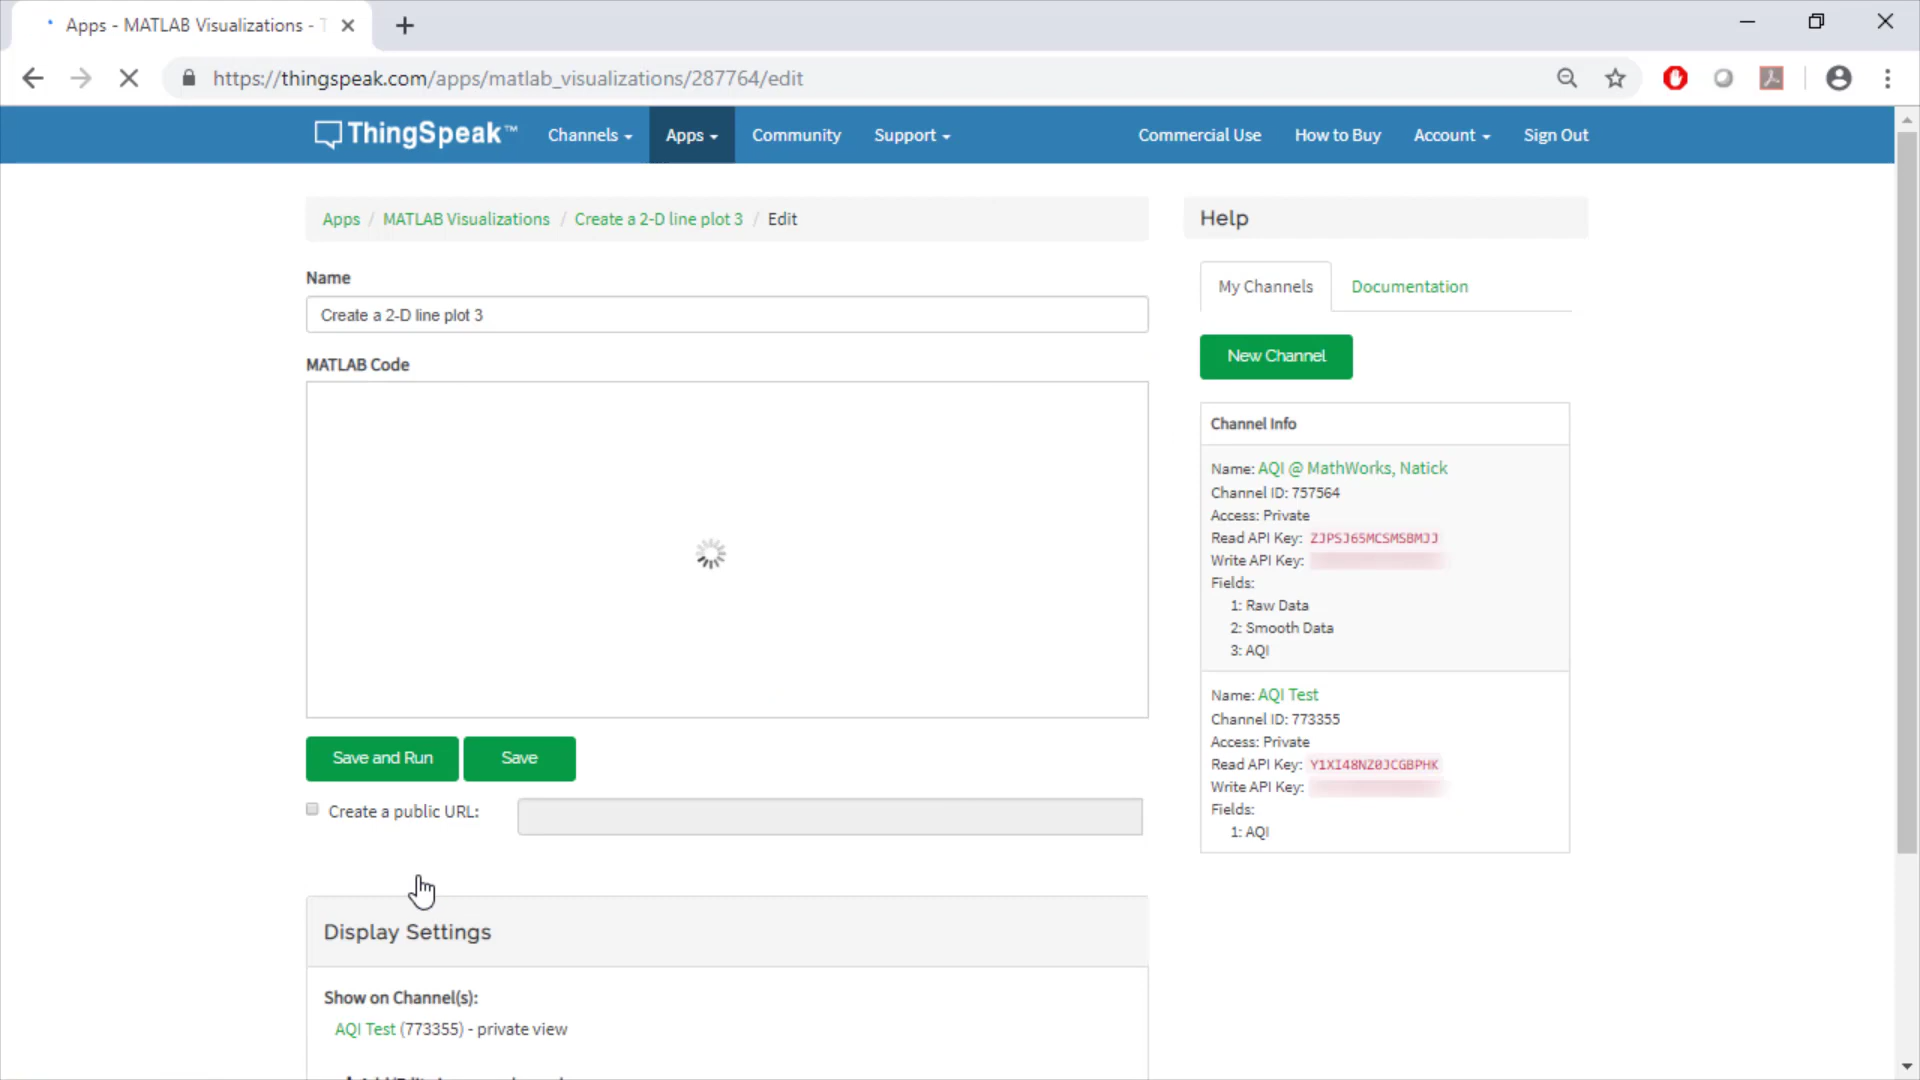 Apps - MATLAB Visualizations -
https://thingspeak.com/apps/matlab_visualizations/287764/edit
ThingSpeak™ Channels Apps Community Support Commercial Use How to Buy Account Sign Out
Apps / MATLAB Visualizations / Create a 2-D line plot 3 / Edit
Help
Name
Create a 2-D line plot 3
My Channels Documentation
New Channel
MATLAB Code
Channel Info
Name: AQI @ MathWorks, Natick
Channel ID: 757564
Access: Private
Read API Key: ZJPSJ65MCSMSBMJJ
Write API Key:
Fields:
1: Raw Data
2: Smooth Data
3: AQI
Name: AQI Test
Channel ID: 773355
Access: Private
Read API Key: Y1XI48NZ0JCGBPHK
Write API Key:
Fields:
1: AQI
Save and Run Save
Create a public URL:
Display Settings
Show on Channel(s):
AQI Test (773355) - private view